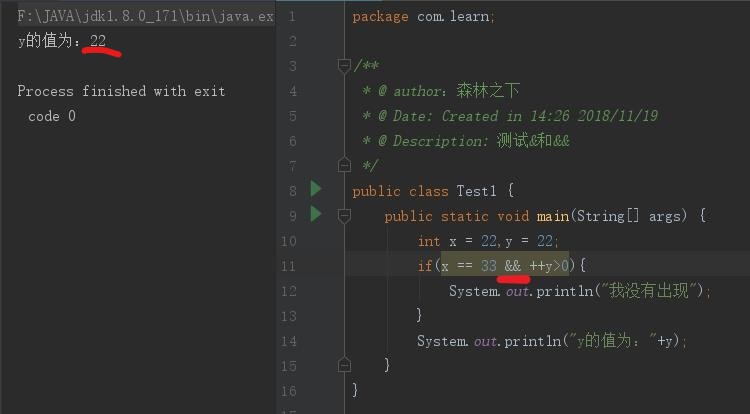 F:\JAVA\jdk1.8.0_171\bin\java.ex
y的值为：22
Process finished with exit
code 0
1 package com.learn;
2
3 /**
4 * @ author：森林之下
5 * @ Date: Created in 14:26 2018/11/19
6 * @ Description: 测试&和&&
7 */
8 public class Test1 {
9 public static void main(String[] args) {
10 int x = 22,y = 22;
11 if(x == 33 && ++y>0){
12 System.out.println("我没有出现");
13 }
14 System.out.println("y的值为："+y);
15 }
16 }